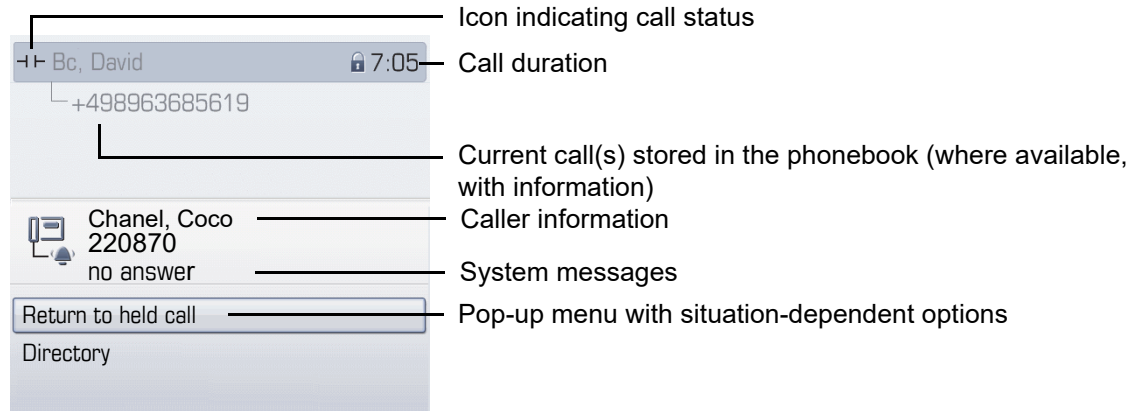 Icon indicating call status
Bc, David 7:05 Call duration
+498963685619
Current call(s) stored in the phonebook (where available,
with information)
Chanel, Coco Caller information
220870
no answer System messages
Return to held call Pop-up menu with situation-dependent options
Directory